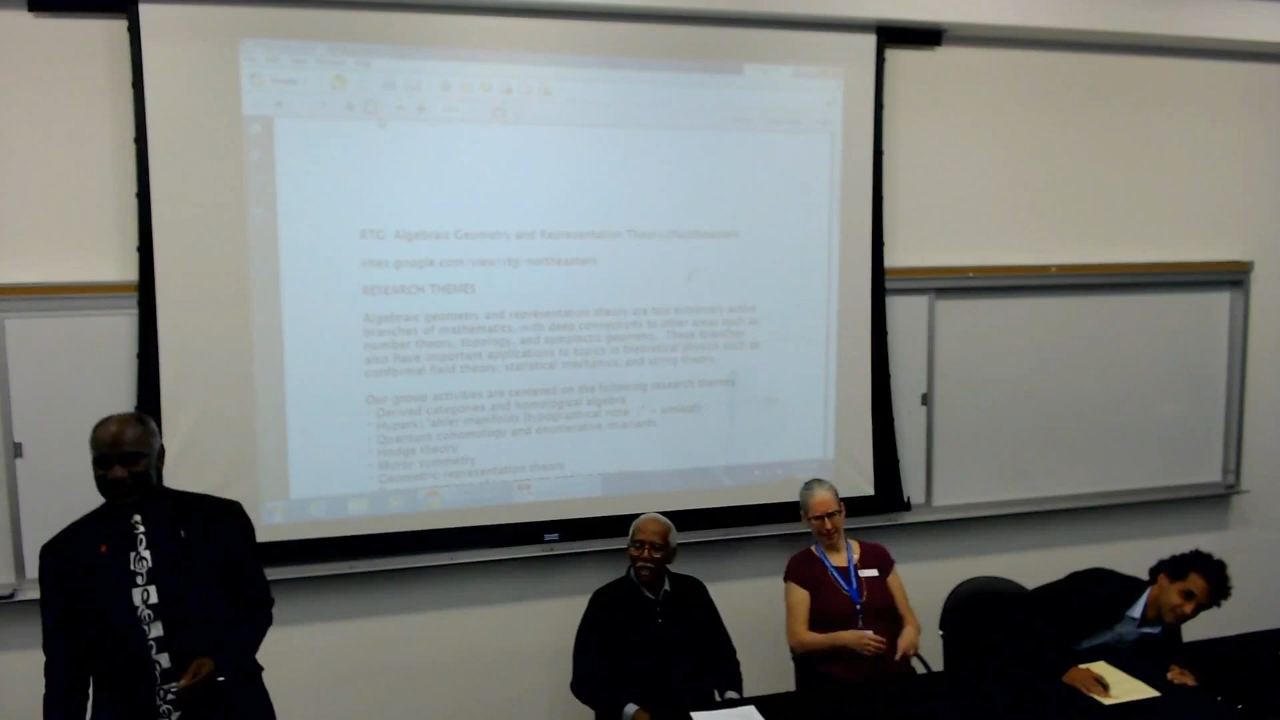 RTG: Algebraic Geometry and Representation Theory@Northeastern
sites.google.com/view/rtg-northeastern
RESEARCH THEMES
Algebraic geometry and representation theory are two extremely active
branches of mathematics, with deep connections to other areas such as
number theory, topology, and symplectic geometry. These branches
also have important applications to topics in theoretical physics such as
conformal field theory, statistical mechanics, and string theory.
Our group activities are centered on the following research themes
- Derived categories and homological algebra
manifolds (typographical note
- Quantum cohomology and enumerative invariants
- Hodge theory
- Mirror symmetry
- Geometric representation theory